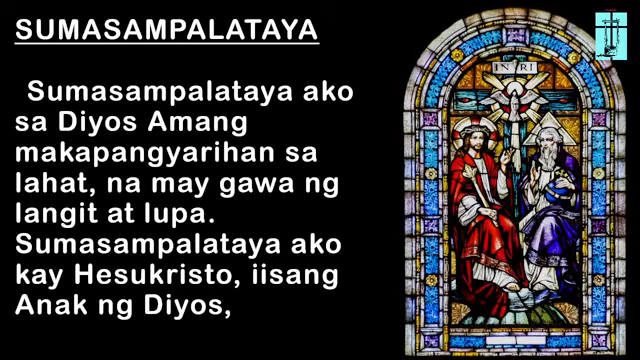 SUMASAMPALATAYA
Sumasampalataya ako
sa Diyos Amang
makapangyarihan sa
lahat, na may gawa ng
langit at lupa.
Sumasampalataya ako
kay Hesukristo, iisang
Anak ng Diyos,
INRI